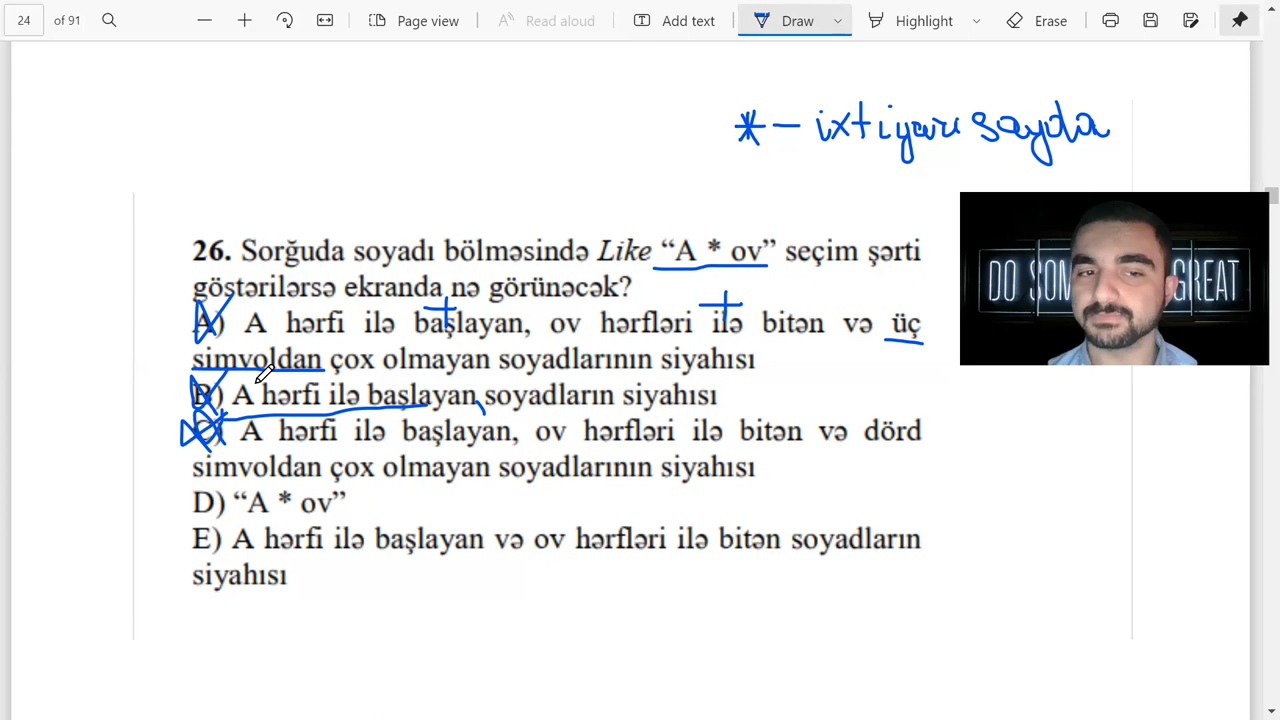 24 of 91 Page view Read aloud Add text Draw Highlight Erase
* – ixtiyari sayda
DO SOM GREAT
26. Sorğuda soyadı bölməsində Like “A * ov” seçim şərti
göstərilərsə ekranda nə görünəcək?
A) A hərfi ilə başlayan, ov hərfləri ilə bitən və üç
simvoldan çox olmayan soyadlarının siyahısı
B) A hərfi ilə başlayan soyadların siyahısı
C) A hərfi ilə başlayan, ov hərfləri ilə bitən və dörd
simvoldan çox olmayan soyadlarının siyahısı
D) “A * ov”
E) A hərfi ilə başlayan və ov hərfləri ilə bitən soyadların
siyahısı